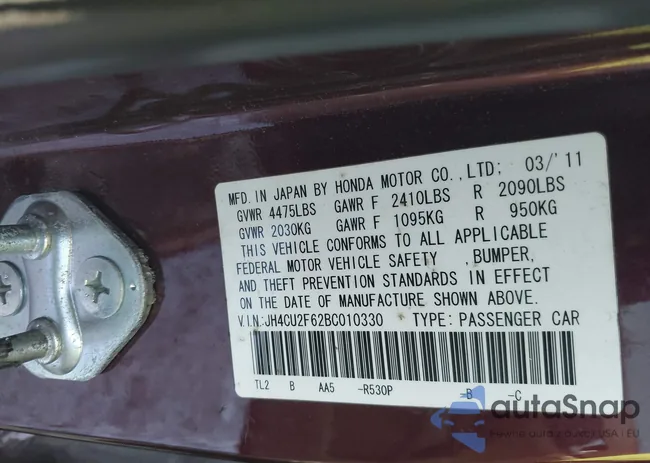 MFD. IN JAPAN BY HONDA MOTOR CO.,LTD; 03/'11
GVWR 4475LBS GAWR F 2410LBS R 2090LBS
GVWR 2030KG GAWR F 1095KG R 950KG
THIS VEHICLE CONFORMS TO ALL APPLICABLE
FEDERAL MOTOR VEHICLE SAFETY ,BUMPER,
AND THEFT PREVENTION STANDARDS IN EFFECT
ON THE DATE OF MANUFACTURE SHOWN ABOVE.
V.I.N:JH4CU2F62BC010330 TYPE: PASSENGER CAR
TL2 B AA5 -R530P -B -C
autoSnap
USA / EU